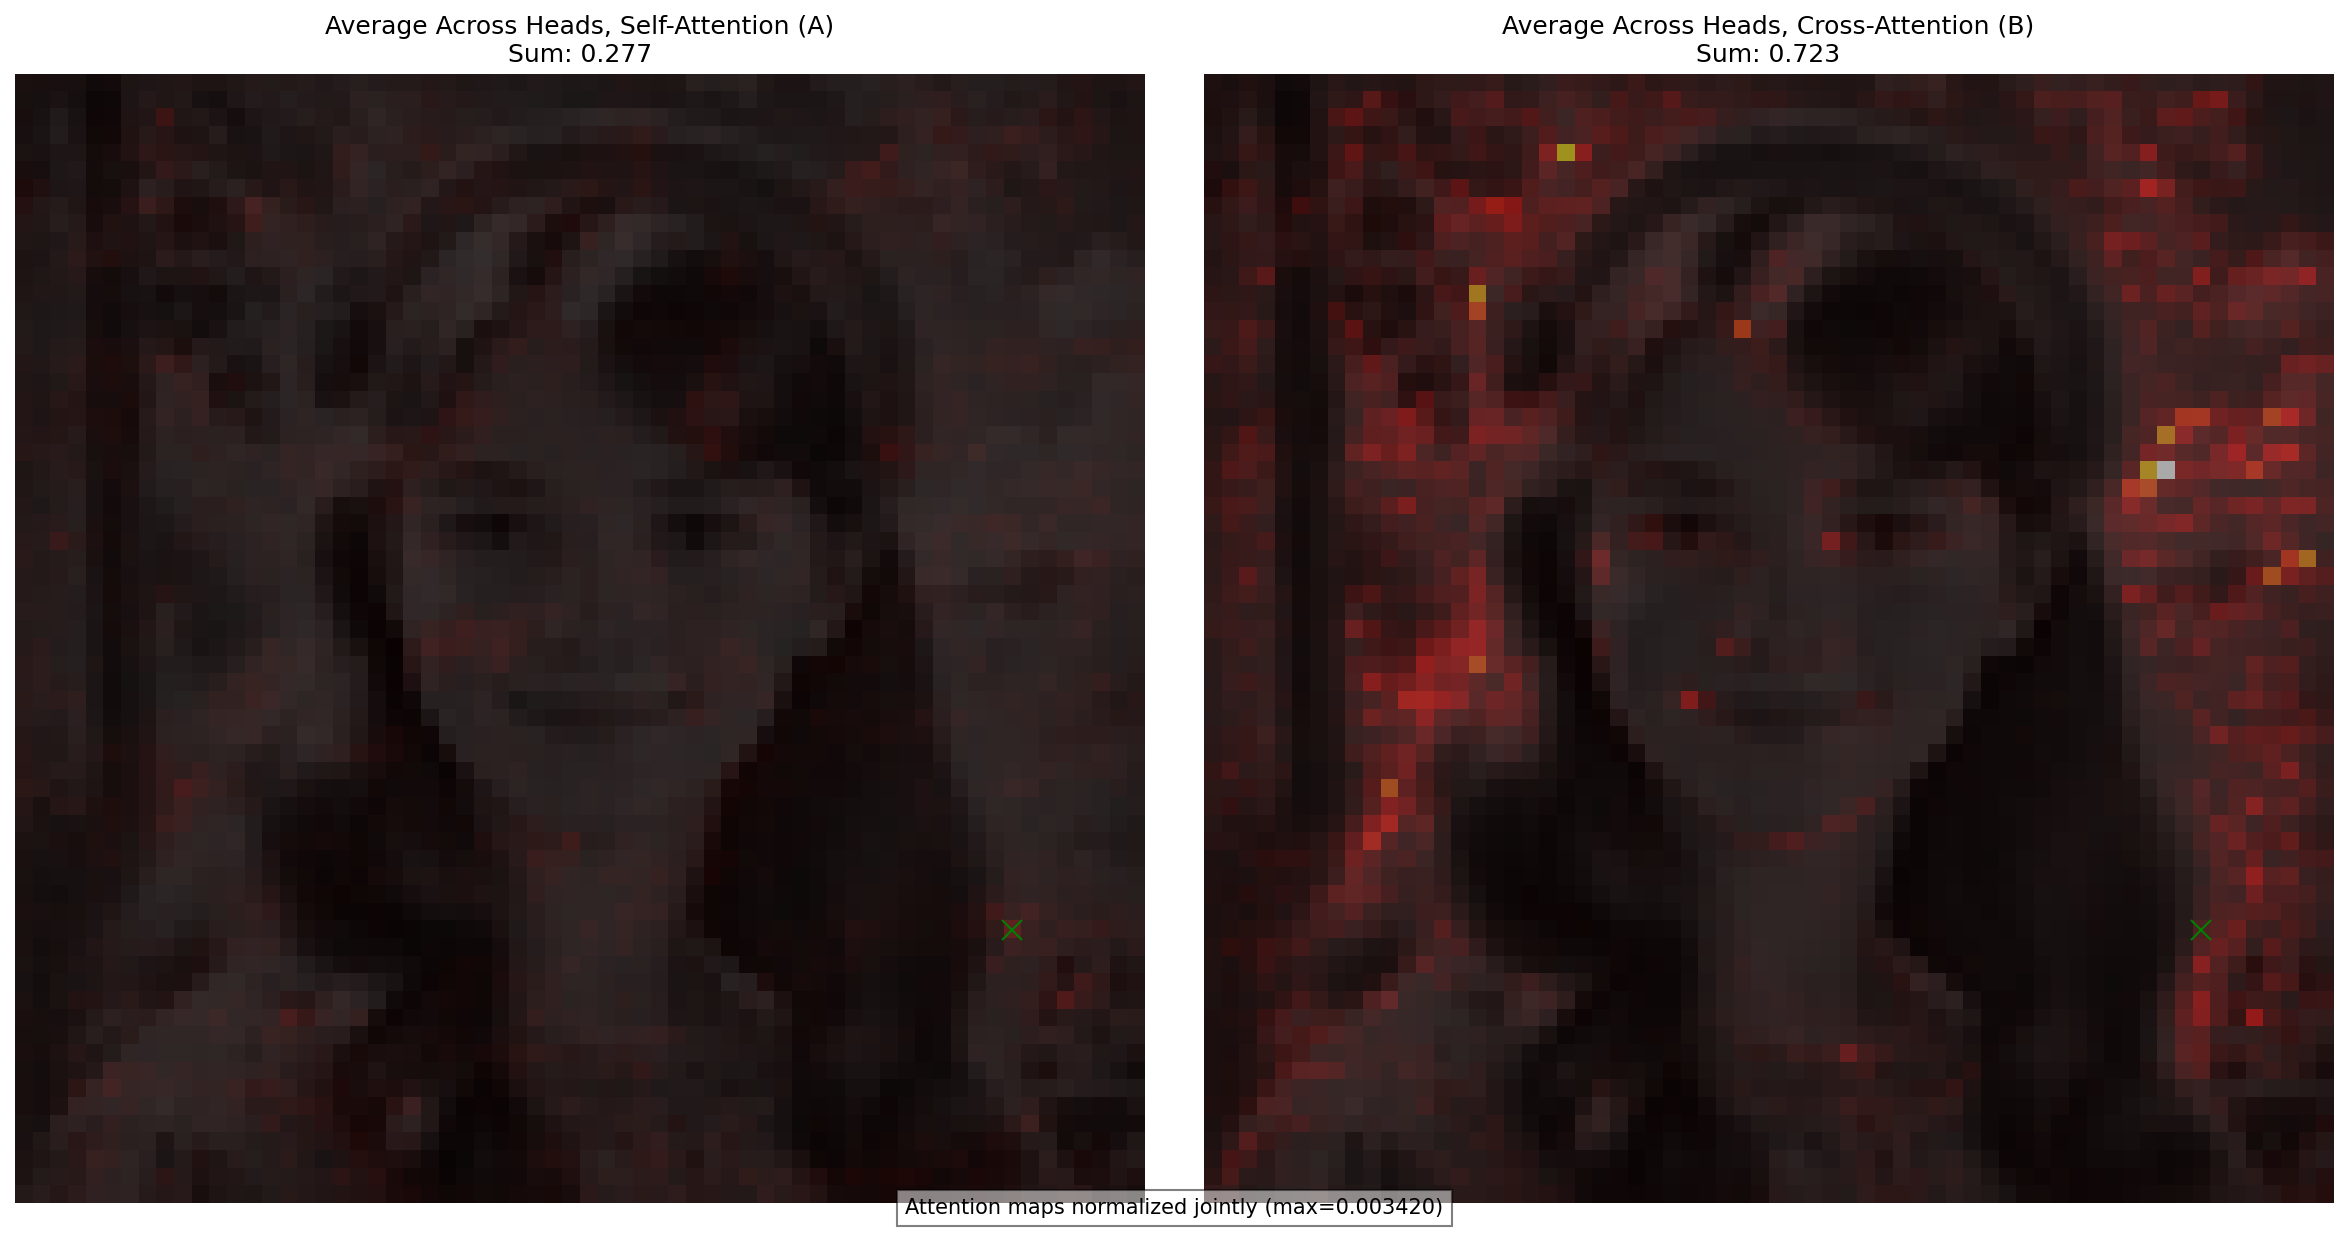 Average Across Heads, Self-Attention (A)
Sum: 0.277
Average Across Heads, Cross-Attention (B)
Sum: 0.723
Attention maps normalized jointly (max=0.003420)